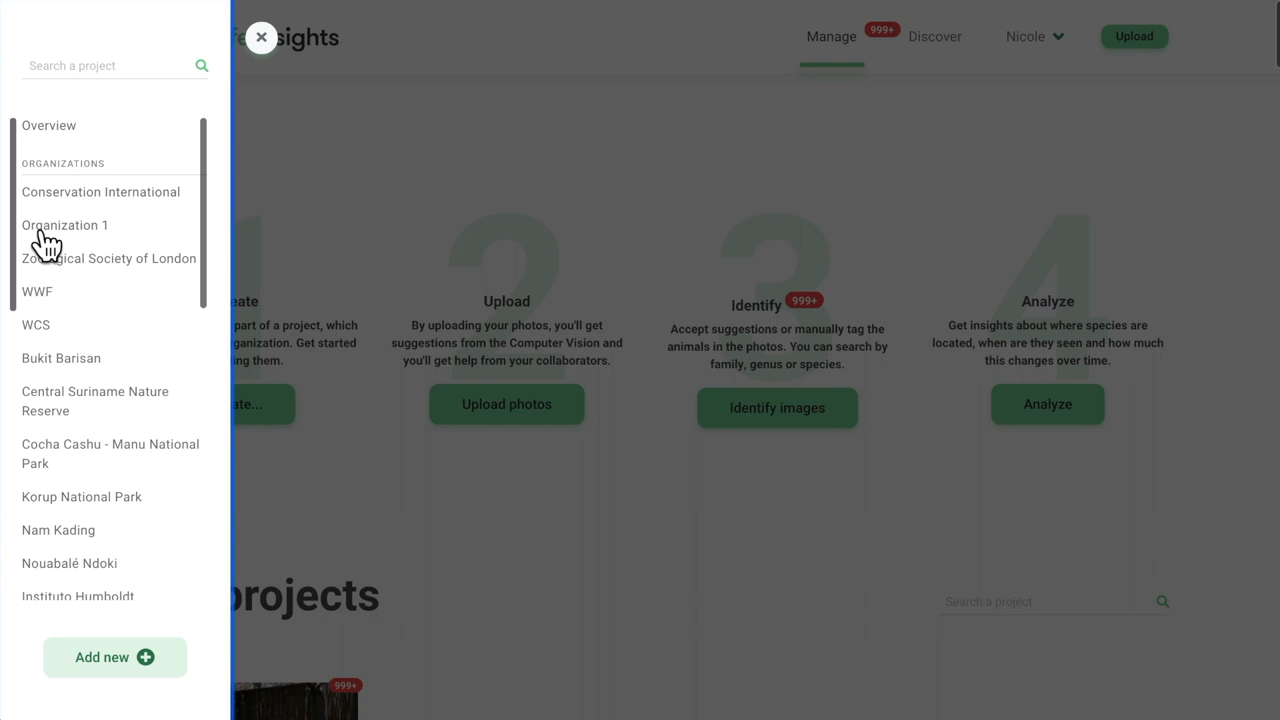 sights
Manage
999+
Discover
Nicole
Upload
Search a project
Overview
ORGANIZATIONS
Conservation International
Organization 1
Zoological Society of London
WWF
WCS
Bukit Barisan
Central Suriname Nature
Reserve
Cocha Cashu - Manu National
Park
Korup National Park
Nam Kading
Nouabalé Ndoki
Instituto Humboldt
Add new
1
eate
part of a project, which
ganization. Get started
ing them.
ate...
2
Upload
By uploading your photos, you'll get
suggestions from the Computer Vision and
you'll get help from your collaborators.
Upload photos
3
Identify 999+
Accept suggestions or manually tag the
animals in the photos. You can search by
family, genus or species.
Identify images
4
Analyze
Get insights about where species are
located, when are they seen and how much
this changes over time.
Analyze
projects
Search a project
999+